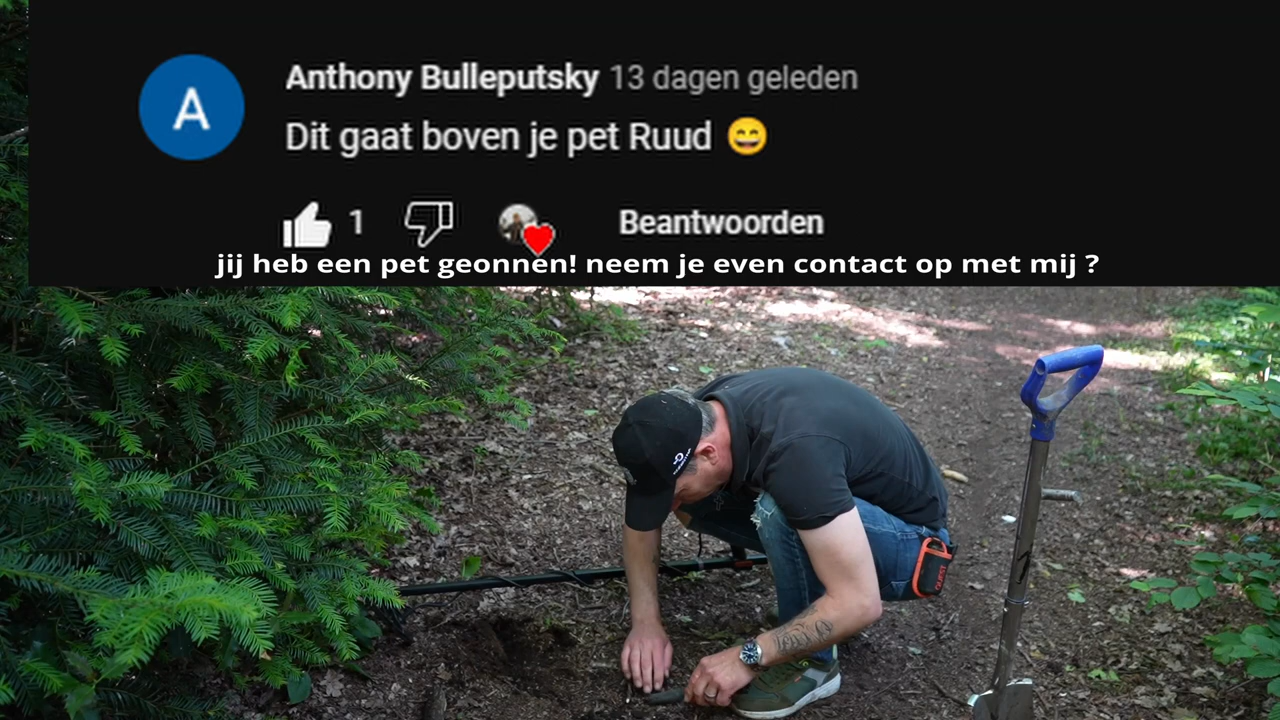 A
Anthony Bulleputsky 13 dagen geleden
Dit gaat boven je pet Ruud 😄
1 Beantwoorden
jij heb een pet geonnen! neem je even contact op met mij ?
QUEST